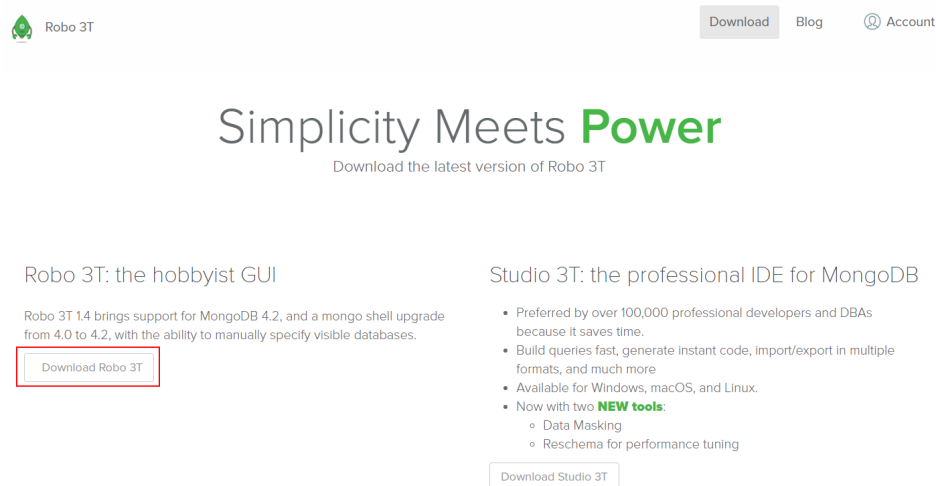 Robo 3T
Download
Blog
Account
Simplicity Meets Power
Download the latest version of Robo 3T
Robo 3T: the hobbyist GUI
Robo 3T 1.4 brings support for MongoDB 4.2, and a mongo shell upgrade
from 4.0 to 4.2, with the ability to manually specify visible databases.
Download Robo 3T
Studio 3T: the professional IDE for MongoDB
• Preferred by over 100,000 professional developers and DBAs
because it saves time.
• Build queries fast, generate instant code, import/export in multiple
formats, and much more
• Available for Windows, macOS, and Linux.
• Now with two NEW tools:
◦ Data Masking
◦ Reschema for performance tuning
Download Studio 3T